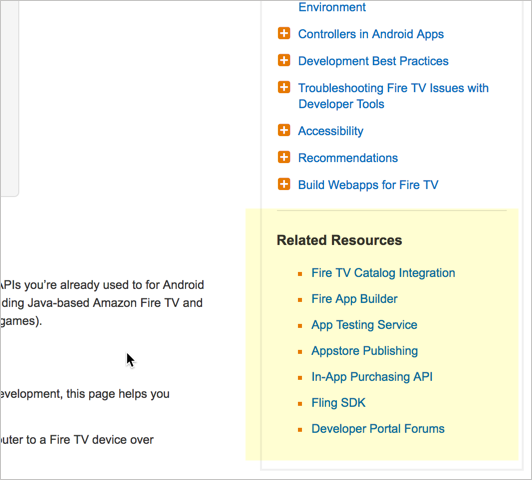 Environment
Controllers in Android Apps
Development Best Practices
Troubleshooting Fire TV Issues with
Developer Tools
Accessibility
Recommendations
Build Webapps for Fire TV
Related Resources
Fire TV Catalog Integration
Fire App Builder
App Testing Service
Appstore Publishing
In-App Purchasing API
Fling SDK
Developer Portal Forums
APIs you’re already used to for Android
ding Java-based Amazon Fire TV and
games).
evelopment, this page helps you
outer to a Fire TV device over